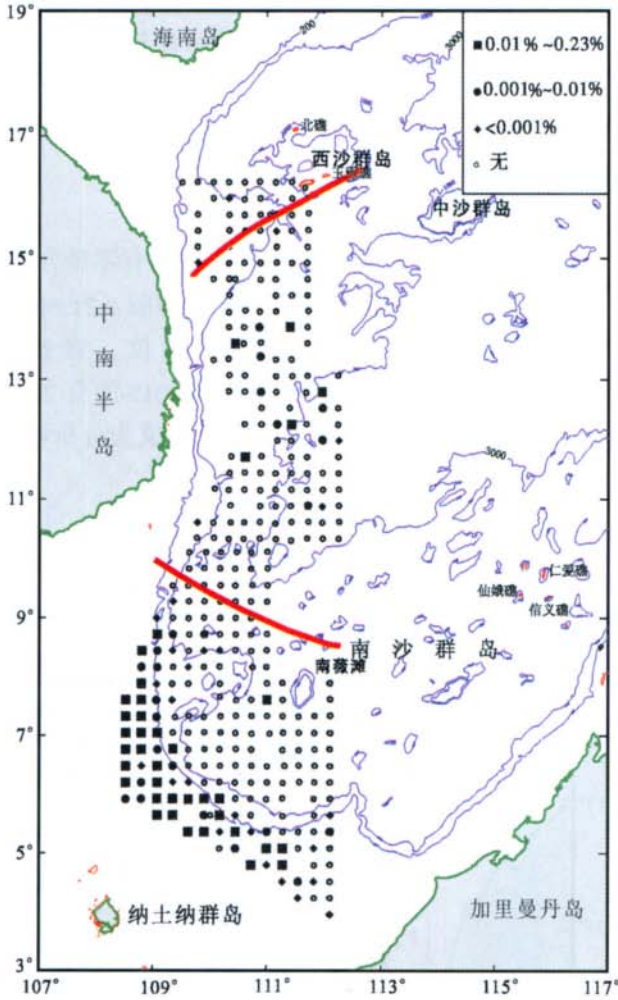 19°
17°
15°
13°
11°
9°
7°
5°
3°
107°
109°
111°
113°
115°
117°
0.01%~0.23%
0.001%~0.01%
<0.001%
无
海南岛
200
3000
北礁
西沙群岛
中沙群岛
中南半岛
3000
仁爱礁
仙娥礁
信义礁
南沙群岛
南薇滩
纳土纳群岛
加里曼丹岛